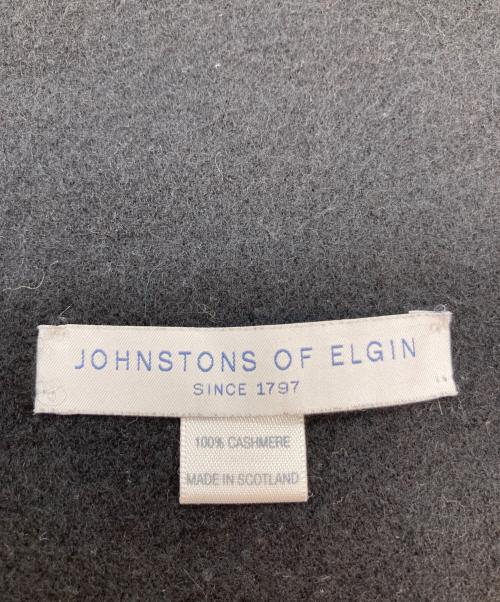 JOHNSTONS OF ELGIN
SINCE 1797
100% CASHMERE
MADE IN SCOTLAND